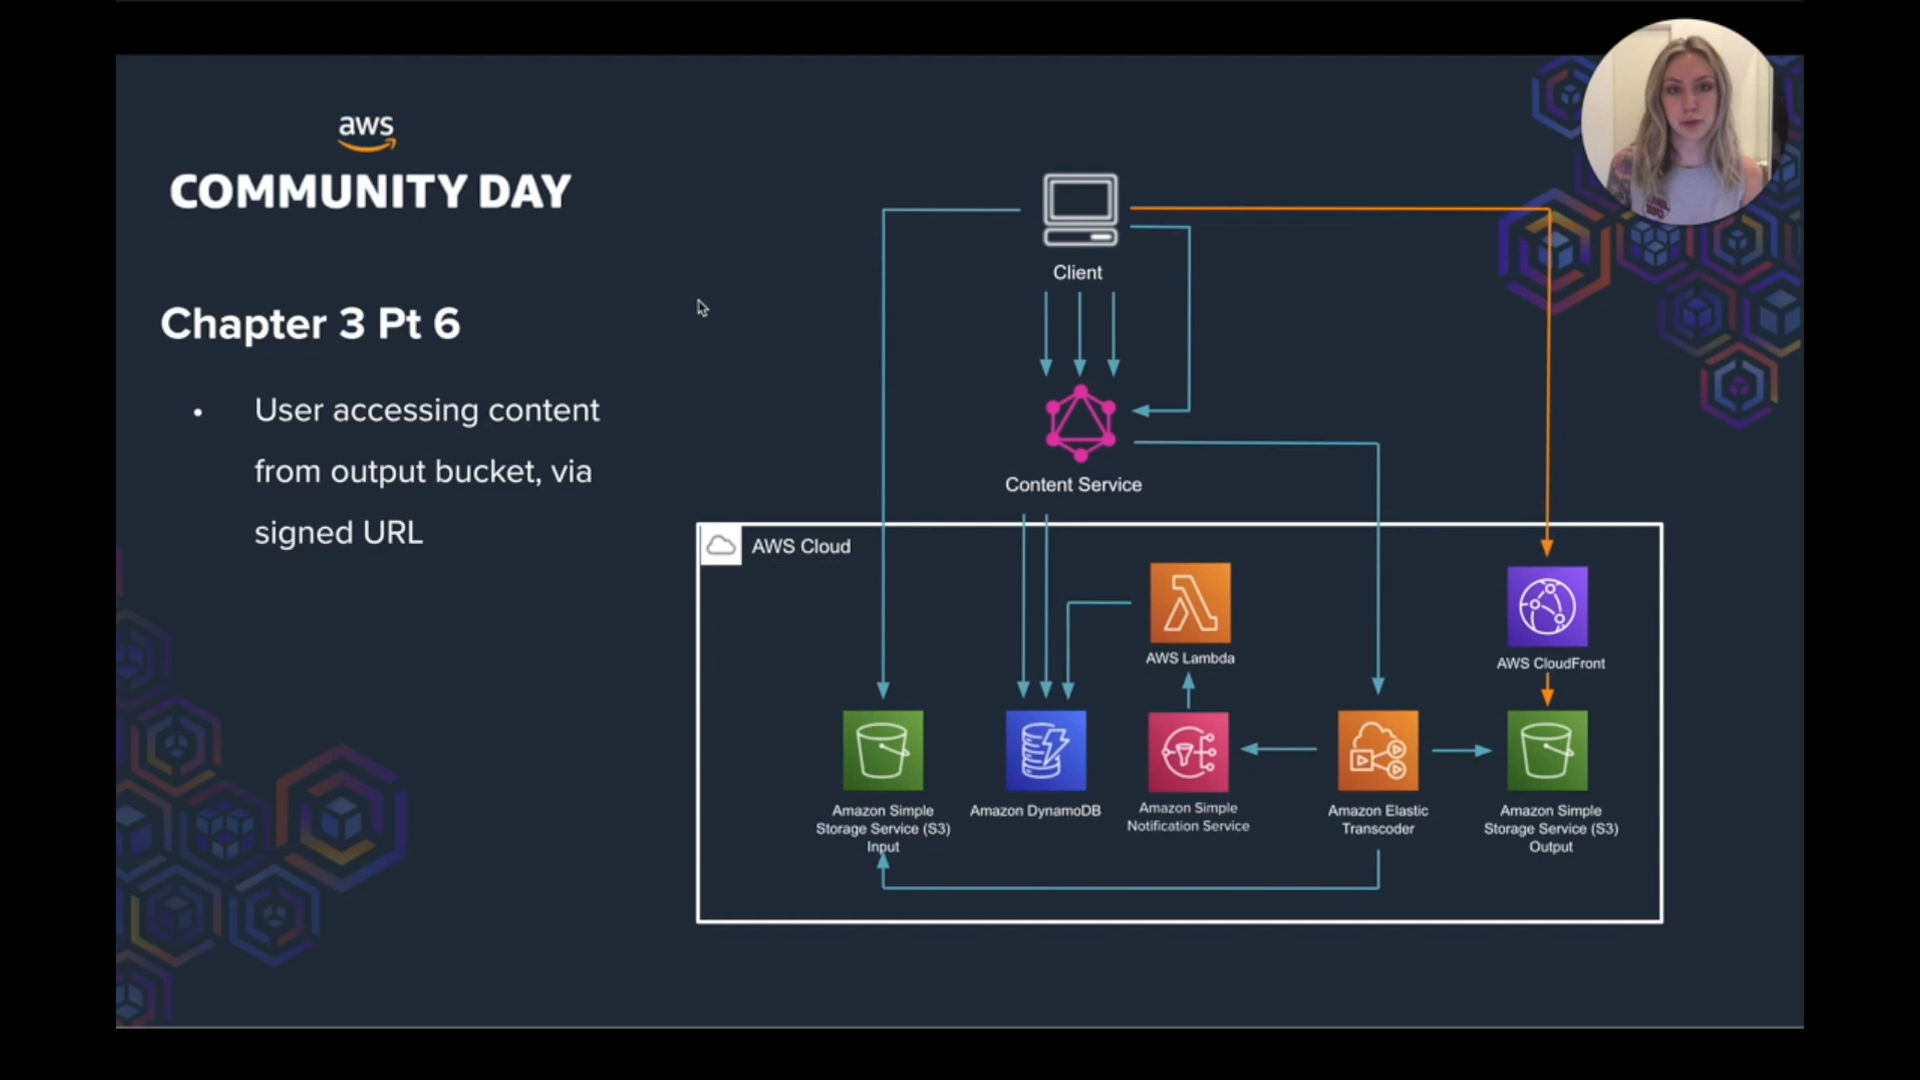 aws
COMMUNITY DAY
Chapter 3 Pt 6
• User accessing content
from output bucket, via
signed URL
Client
Content Service
AWS Cloud
AWS Lambda
AWS CloudFront
Amazon Simple
Storage Service (S3)
Input
Amazon DynamoDB
Amazon Simple
Notification Service
Amazon Elastic
Transcoder
Amazon Simple
Storage Service (S3)
Output